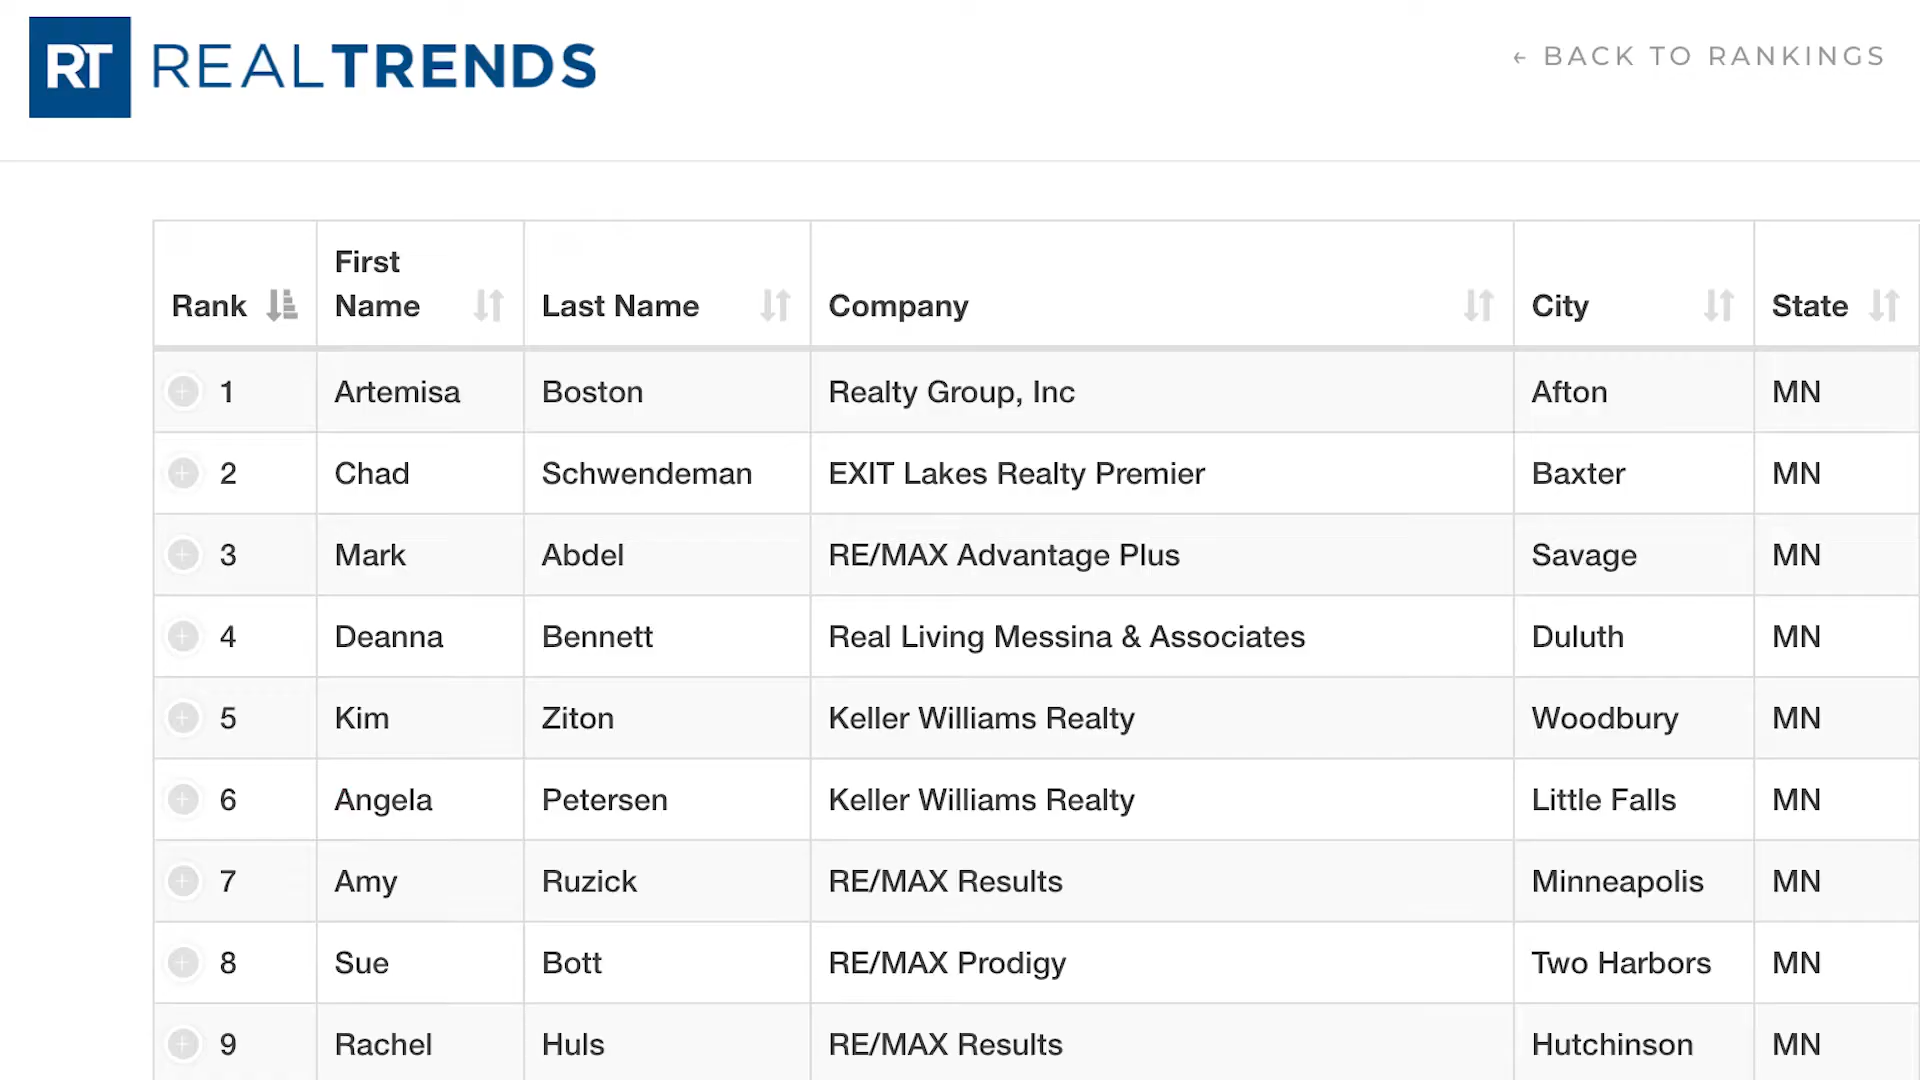 RT REALTRENDS
← BACK TO RANKINGS
Rank First Name Last Name Company City State
1 Artemisa Boston Realty Group, Inc Afton MN
2 Chad Schwendeman EXIT Lakes Realty Premier Baxter MN
3 Mark Abdel RE/MAX Advantage Plus Savage MN
4 Deanna Bennett Real Living Messina & Associates Duluth MN
5 Kim Ziton Keller Williams Realty Woodbury MN
6 Angela Petersen Keller Williams Realty Little Falls MN
7 Amy Ruzick RE/MAX Results Minneapolis MN
8 Sue Bott RE/MAX Prodigy Two Harbors MN
9 Rachel Huls RE/MAX Results Hutchinson MN